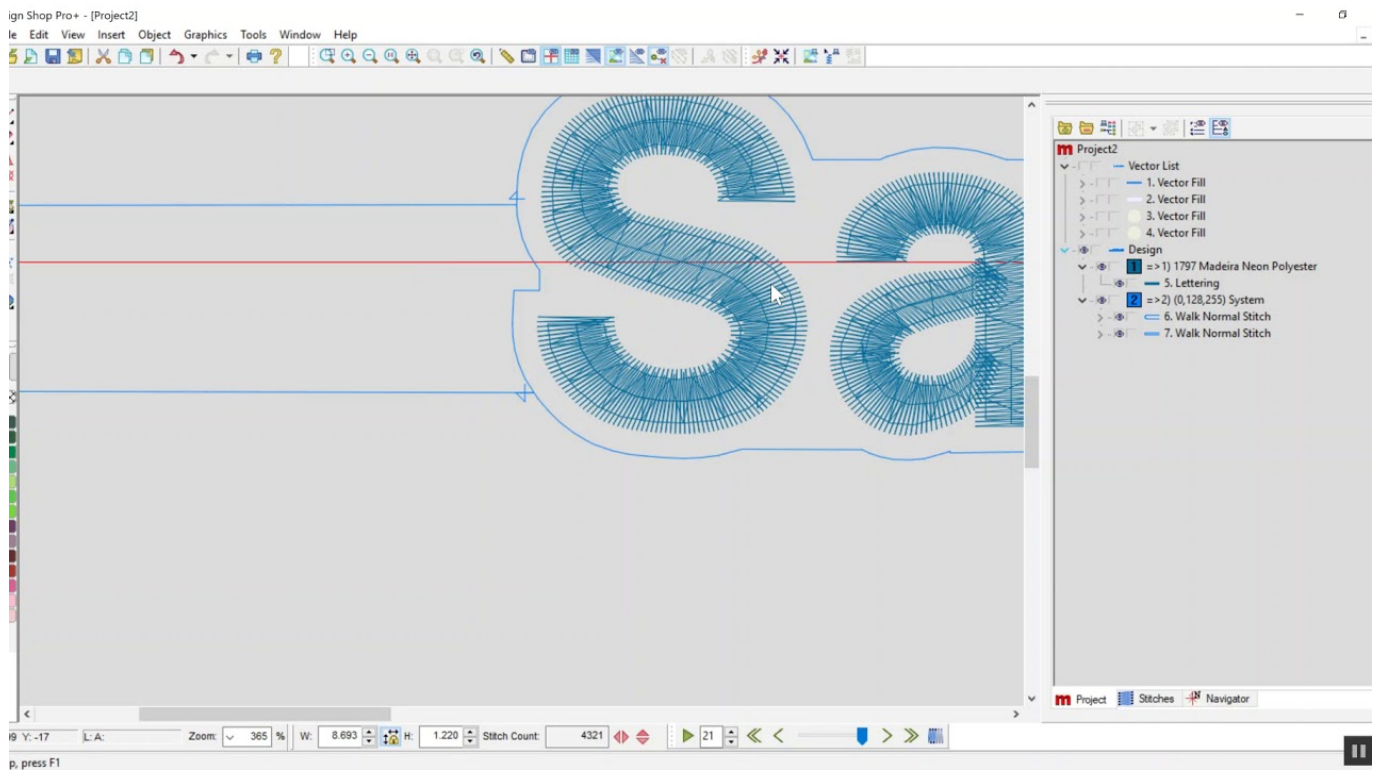 ign Shop Pro+ - [Project2]
le Edit View Insert Object Graphics Tools Window Help
Sa
Project2
Vector List
1. Vector Fill
2. Vector Fill
3. Vector Fill
4. Vector Fill
Design
1 =>1) 1797 Madeira Neon Polyester
5. Lettering
2 =>2) (0,128,255) System
6. Walk Normal Stitch
7. Walk Normal Stitch
Project Stitches Navigator
99 Y: -17 L: A: Zoom: 365 % W: 8.693 H: 1.220 Stitch Count: 4321 21
p, press F1